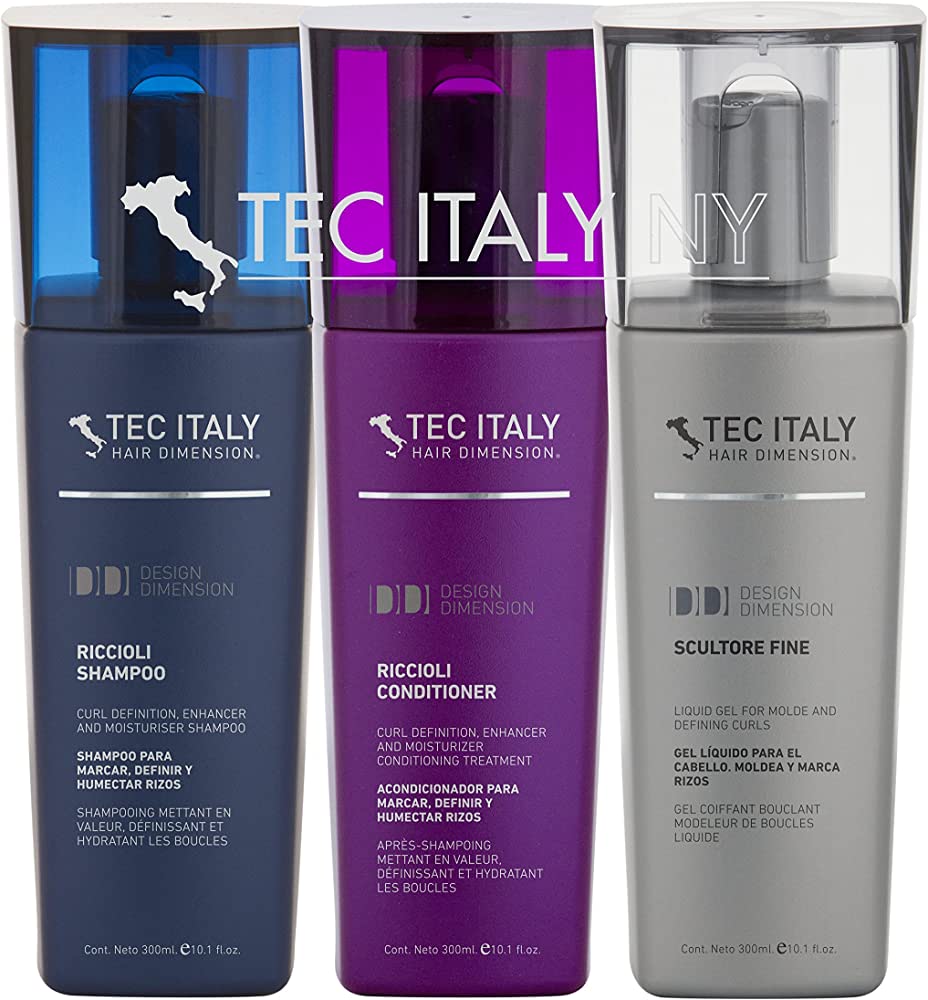 TEC ITALY NY
TEC ITALY
HAIR DIMENSION®
DD DESIGN
DIMENSION
RICCIOLI
SHAMPOO
CURL DEFINITION, ENHANCER
AND MOISTURISER SHAMPOO
SHAMPOO PARA
MARCAR, DEFINIR Y
HUMECTAR RIZOS
SHAMPOOING METTANT EN
VALEUR, DÉFINISSANT ET
HYDRATANT LES BOUCLES
Cont. Neto 300ml. e10.1 fl.oz.
TEC ITALY
HAIR DIMENSION®
DD DESIGN
DIMENSION
RICCIOLI
CONDITIONER
CURL DEFINITION, ENHANCER
AND MOISTURIZER
CONDITIONING TREATMENT
ACONDICIONADOR PARA
MARCAR, DEFINIR Y
HUMECTAR RIZOS
APRÈS-SHAMPOING
METTANT EN VALEUR,
DÉFINISSANT ET HYDRATANT
LES BOUCLES
Cont. Neto 300ml. e10.1 fl.oz.
TEC ITALY
HAIR DIMENSION®
DD DESIGN
DIMENSION
SCULTORE FINE
LIQUID GEL FOR MOLDE AND
DEFINING CURLS
GEL LÍQUIDO PARA EL
CABELLO. MOLDEA Y MARCA
RIZOS
GEL COIFFANT BOUCLANT
MODELEUR DE BOUCLES
LIQUIDE
Cont. Neto 300ml. e10.1 fl.oz.